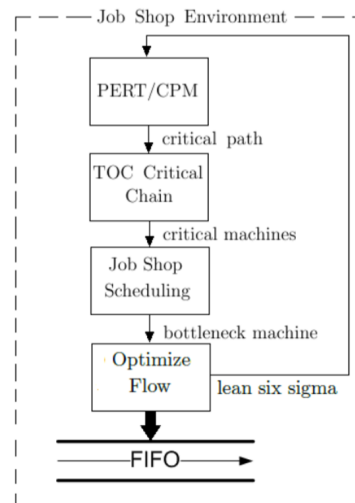 Job Shop Environment
PERT/CPM
critical path
TOC Critical
Chain
critical machines
Job Shop
Scheduling
bottleneck machine
Optimize
Flow
lean six sigma
FIFO